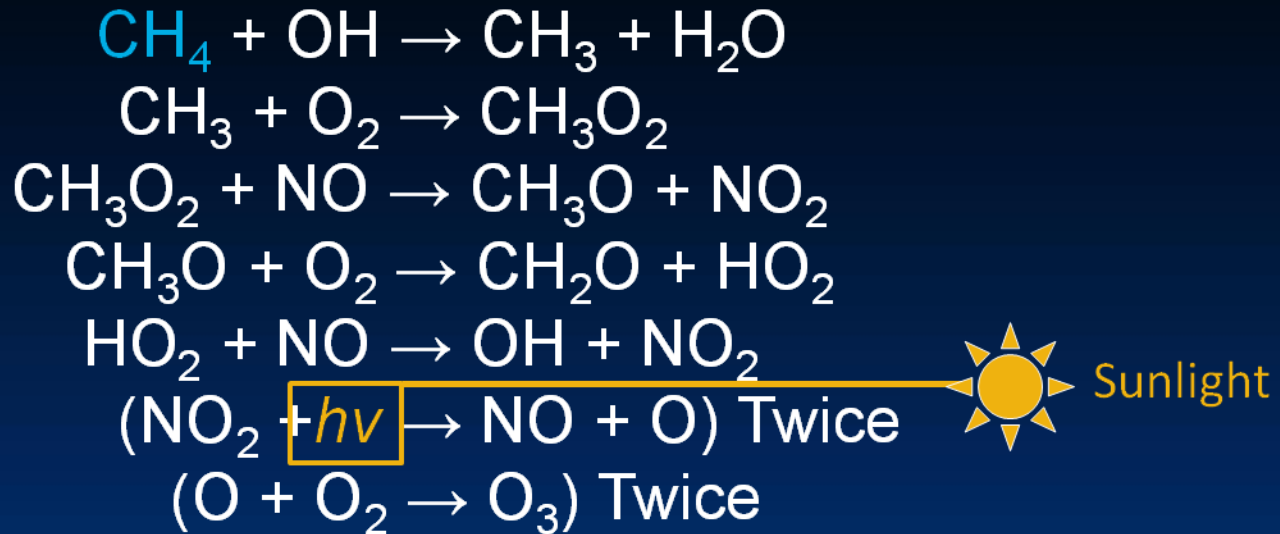 CH₄ + OH → CH₃ + H₂O
CH₃ + O₂ → CH₃O₂
CH₃O₂ + NO → CH₃O + NO₂
CH₃O + O₂ → CH₂O + HO₂
HO₂ + NO → OH + NO₂
Sunlight
(NO₂ + hv → NO + O) Twice
(O + O₂ → O₃) Twice